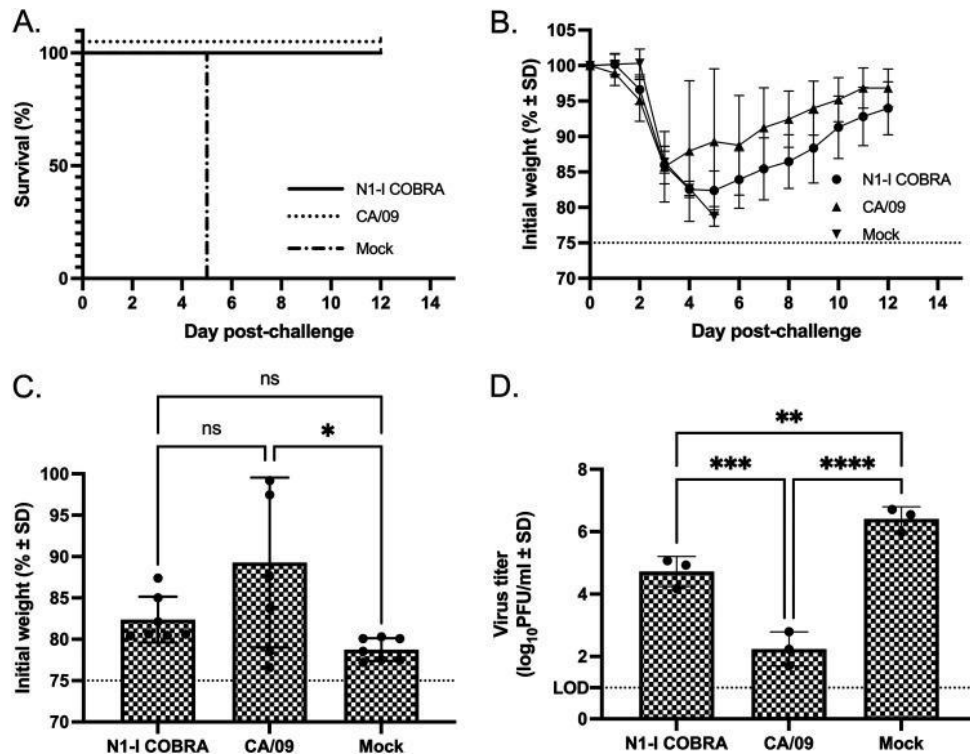 A.
Survival (%)
100
50
0
N1-I COBRA
CA/09
Mock
0 2 4 6 8 10 12 14
Day post-challenge
B.
Initial weight (% ± SD)
105
100
95
90
85
80
75
70
N1-I COBRA
CA/09
Mock
0 2 4 6 8 10 12 14
Day post-challenge
C.
ns
ns *
Initial weight (% ± SD)
100
95
90
85
80
75
70
N1-I COBRA CA/09 Mock
D.
**
*** ****
Virus titer
(log10PFU/ml ± SD)
8
6
4
2
LOD
0
N1-I COBRA CA/09 Mock